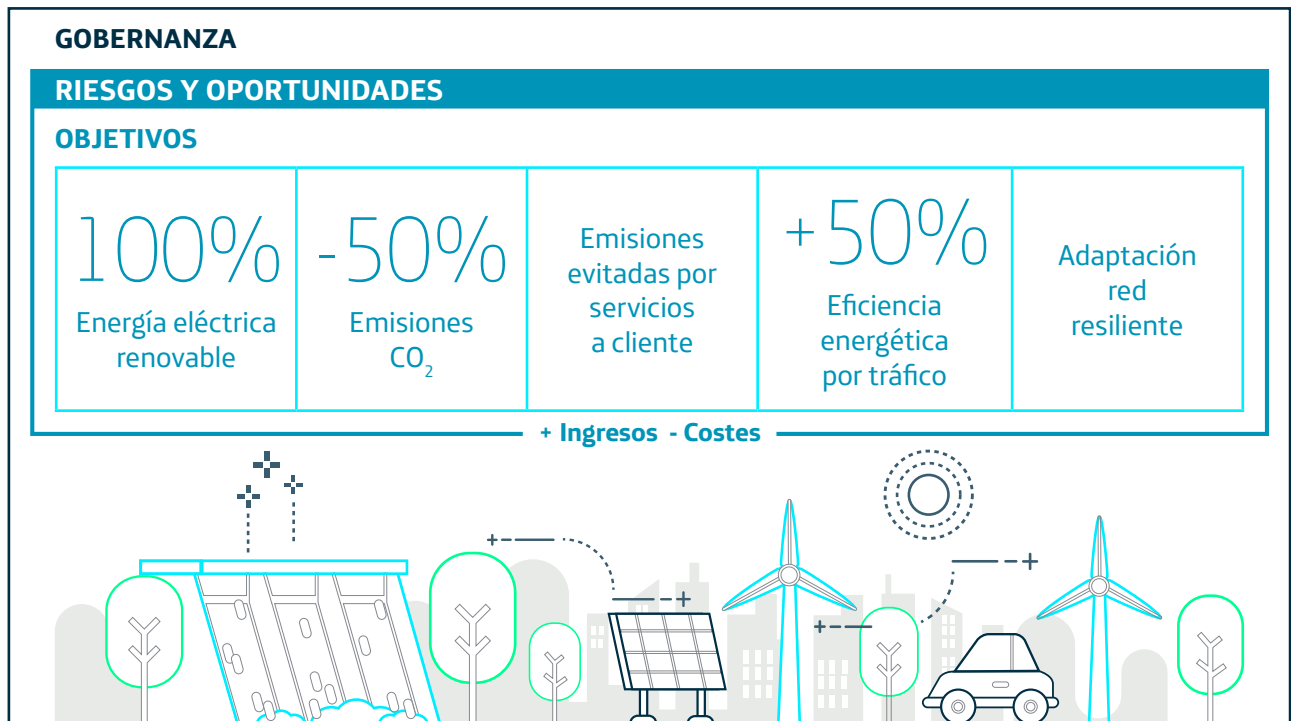 GOBERNANZA
RIESGOS Y OPORTUNIDADES
OBJETIVOS
100%
Energía eléctrica
renovable
-50%
Emisiones
CO₂
Emisiones
evitadas por
servicios
a cliente
+50%
Eficiencia
energética
por tráfico
Adaptación
red
resiliente
+ Ingresos - Costes